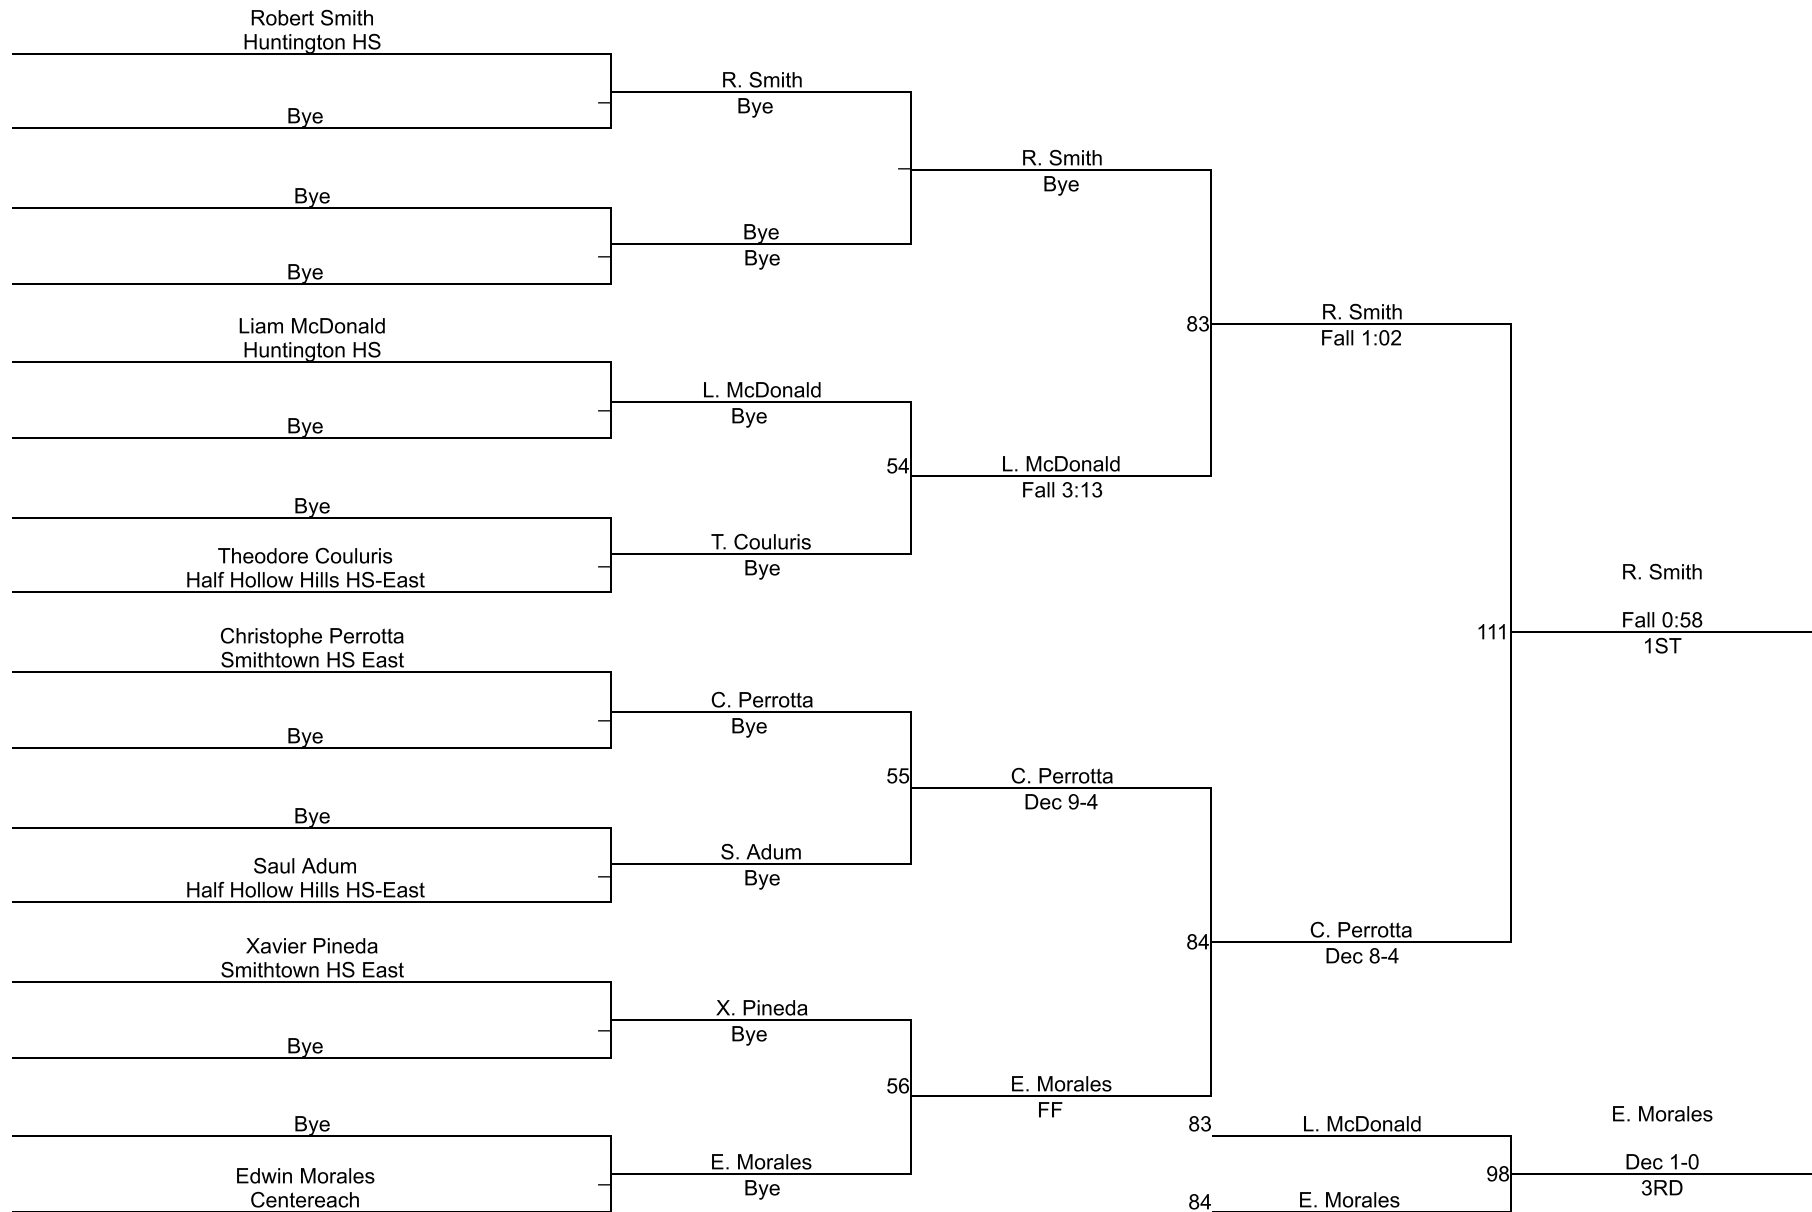 Robert Smith
Huntington HS
Bye
R. Smith
Bye
Bye
Bye
Bye
Bye
R. Smith
Bye
Liam McDonald
Huntington HS
Bye
L. McDonald
Bye
Bye
Theodore Couluris
Half Hollow Hills HS-East
T. Couluris
Bye
54
L. McDonald
Fall 3:13
83
R. Smith
Fall 1:02
Christophe Perrotta
Smithtown HS East
Bye
C. Perrotta
Bye
Bye
Saul Adum
Half Hollow Hills HS-East
S. Adum
Bye
55
C. Perrotta
Dec 9-4
Xavier Pineda
Smithtown HS East
Bye
X. Pineda
Bye
Bye
Edwin Morales
Centereach
E. Morales
Bye
56
E. Morales
FF
84
C. Perrotta
Dec 8-4
111
R. Smith
Fall 0:58
1ST
83
L. McDonald
84
E. Morales
98
E. Morales
Dec 1-0
3RD